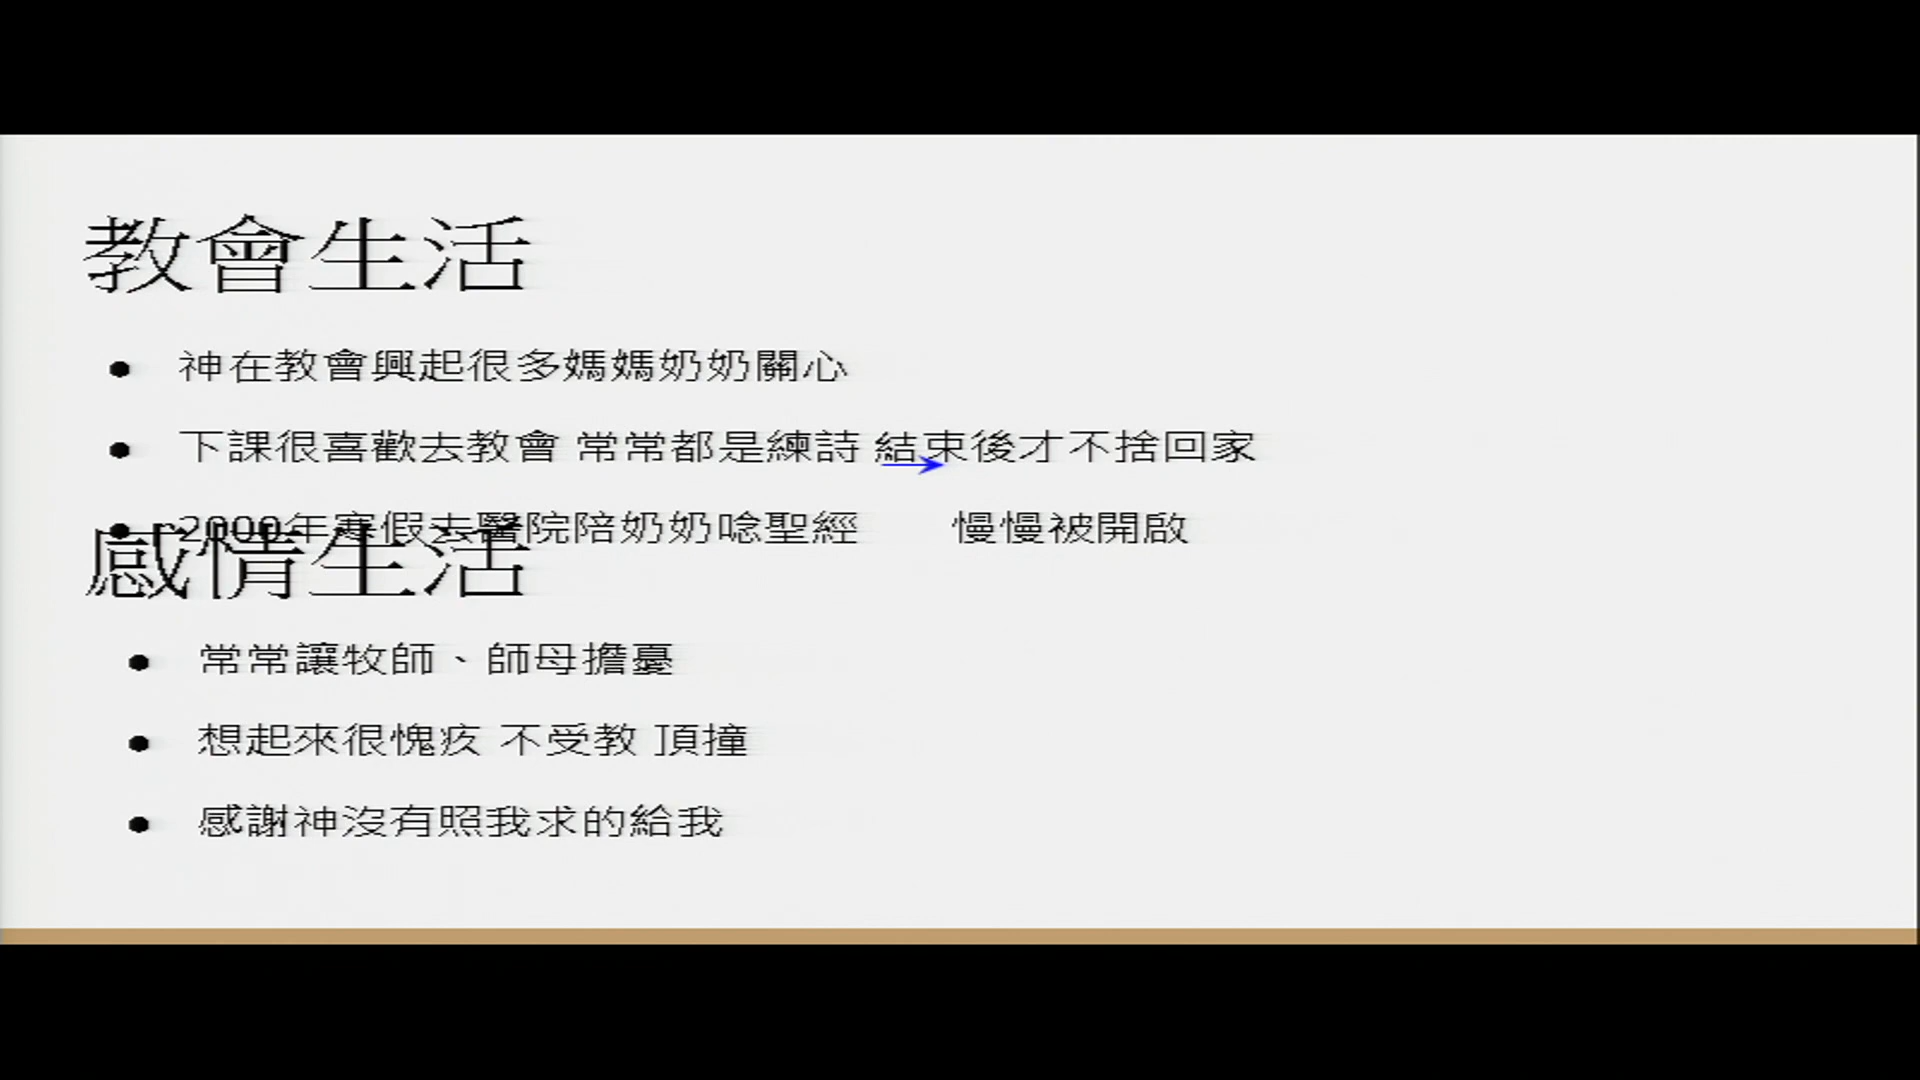 教會生活
神在教會興起很多媽媽奶奶關心
下課很喜歡去教會 常常都是練詩 結束後才不捨回家
2000年寒假去醫院陪奶奶唸聖經 慢慢被開啟
感情生活
常常讓牧師、師母擔憂
想起來很愧疚 不受教 頂撞
感謝神沒有照我求的給我